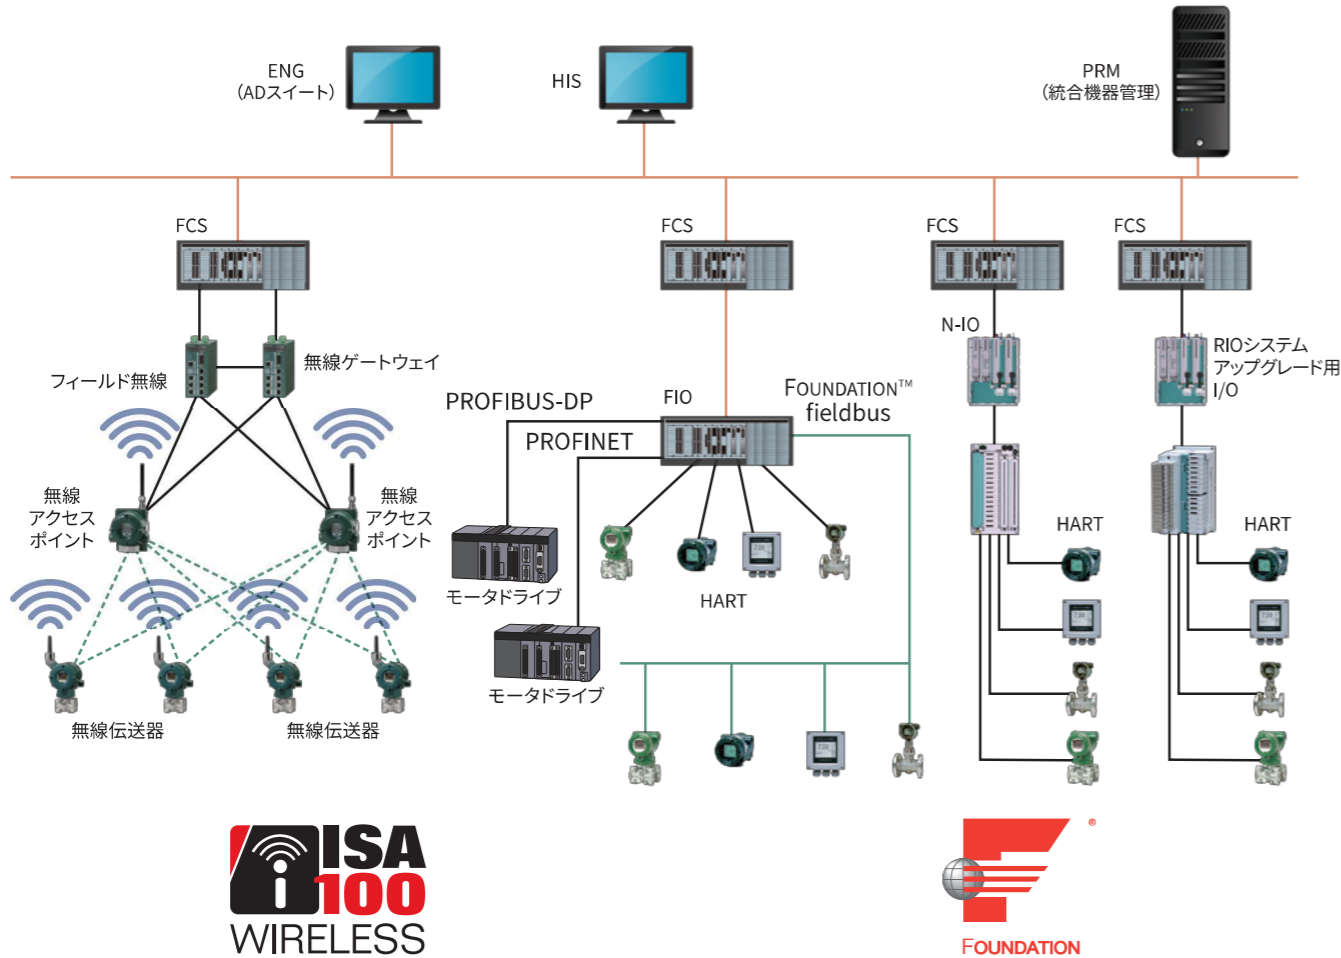 ENG
（ADスイート）
HIS
PRM
（統合機器管理）
FCS
FCS
FCS
FCS
フィールド無線
無線ゲートウェイ
無線
アクセス
ポイント
無線
アクセス
ポイント
無線伝送器
無線伝送器
PROFIBUS-DP
PROFINET
FIO
FOUNDATION™
fieldbus
モータドライブ
モータドライブ
HART
N-IO
HART
RIOシステム
アップグレード用
I/O
HART
ISA
100
WIRELESS
®
FOUNDATION